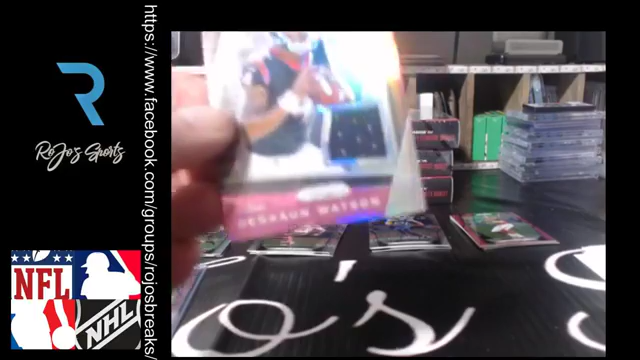 RoJo's Sports
NFL
NHL
https://www.facebook.com/groups/rojosbreaks/
DESHAUN WATSON
o's S